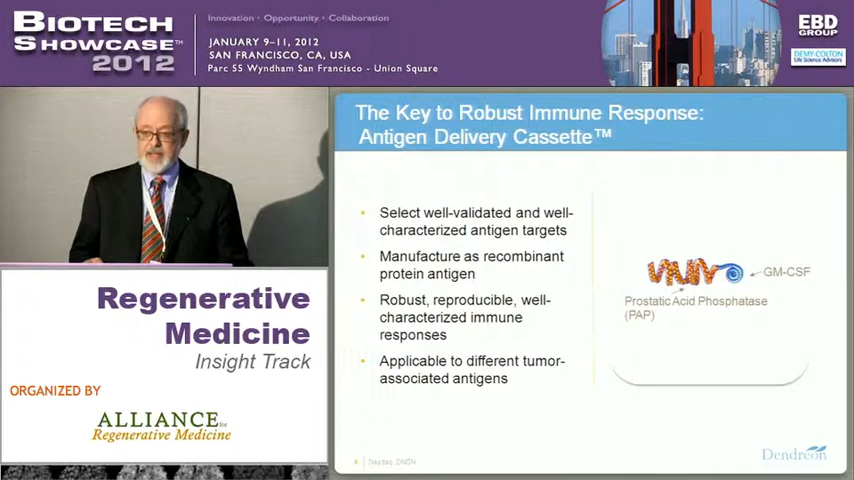 BIOTECH
SHOWCASE™
2012
Innovation · Opportunity · Collaboration
JANUARY 9–11, 2012
SAN FRANCISCO, CA, USA
Parc 55 Wyndham San Francisco - Union Square
EBD
GROUP
DEMY-COLTON
Life Science Advisors
The Key to Robust Immune Response:
Antigen Delivery Cassette™
• Select well-validated and well-
characterized antigen targets
• Manufacture as recombinant
protein antigen
• Robust, reproducible, well-
characterized immune
responses
• Applicable to different tumor-
associated antigens
GM-CSF
Prostatic Acid Phosphatase
(PAP)
Regenerative
Medicine
Insight Track
ORGANIZED BY
ALLIANCE for
Regenerative Medicine
Nasdaq: DNDN
Dendreon